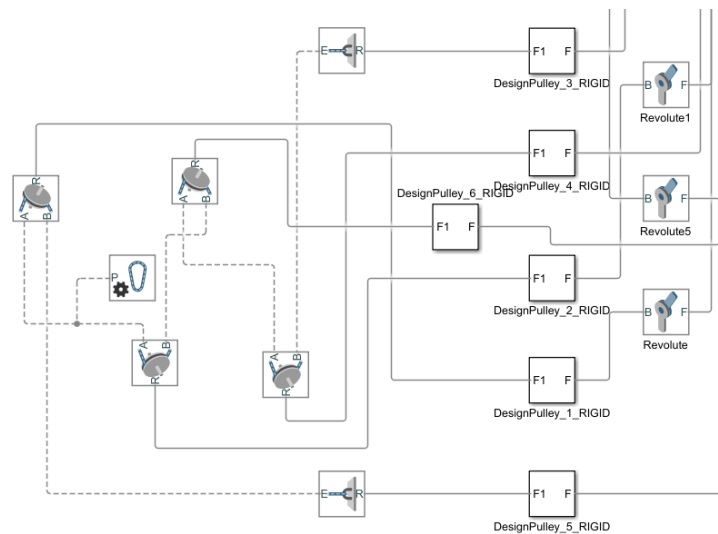 E R
F1 F
DesignPulley_3_RIGID
B F
Revolute1
F1 F
DesignPulley_4_RIGID
R
A B
R
A B
DesignPulley_6_RIGID
F1 F
B F
Revolute5
P
F1 F
DesignPulley_2_RIGID
B F
Revolute
A B
R
A B
R
F1 F
DesignPulley_1_RIGID
E R
F1 F
DesignPulley_5_RIGID